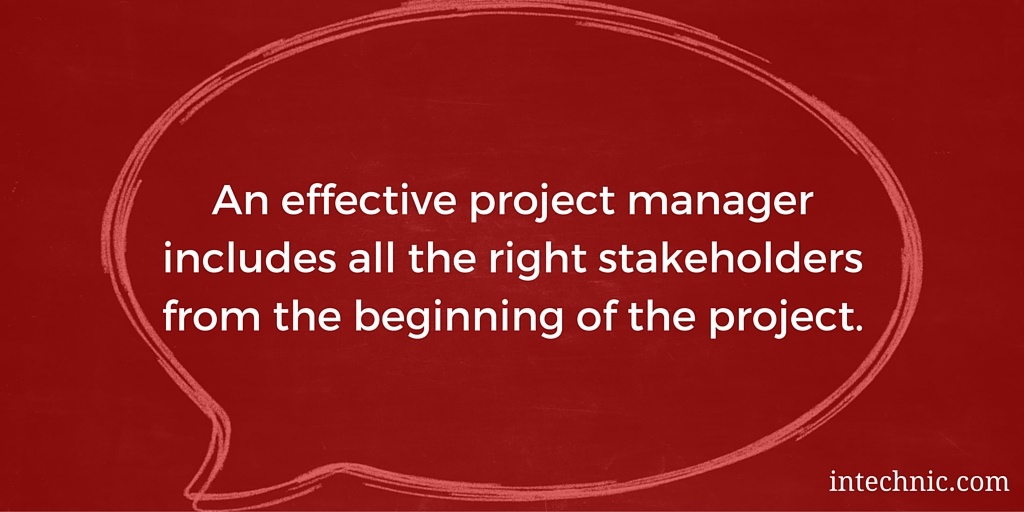 An effective project manager
includes all the right stakeholders
from the beginning of the project.
intechnic.com